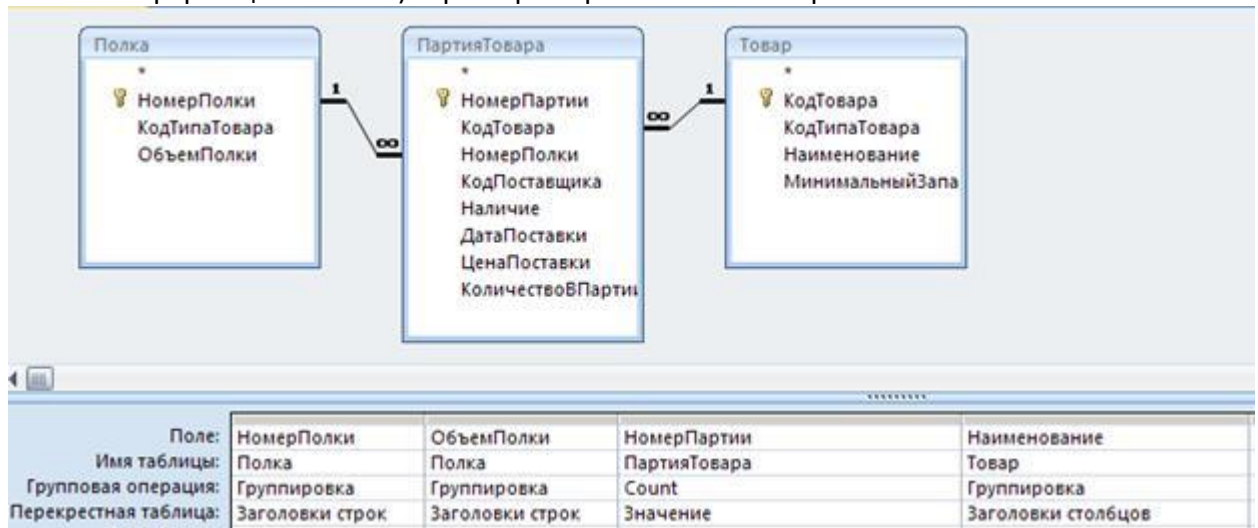 Полка
*
НомерПолки
КодТипаТовара
ОбъемПолки
1
∞
ПартияТовара
*
НомерПартии
КодТовара
НомерПолки
КодПоставщика
Наличие
ДатаПоставки
ЦенаПоставки
КоличествоВПартии
∞
1
Товар
*
КодТовара
КодТипаТовара
Наименование
МинимальныйЗапа
Поле: НомерПолки ОбъемПолки НомерПартии Наименование
Имя таблицы: Полка Полка ПартияТовара Товар
Групповая операция: Группировка Группировка Count Группировка
Перекрестная таблица: Заголовки строк Заголовки строк Значение Заголовки столбцов